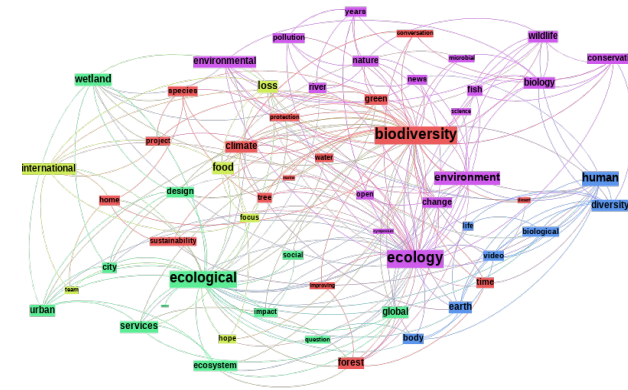 years
conversation
pollution
wildlife
environmental
nature
microbial
conservati
wetland
news
biology
loss
river
species
fish
green
science
protection
biodiversity
project
climate
water
international
food
environment
human
design
tree
open
home
change
diversity
focus
life
biological
sustainability
social
ecology
video
city
ecological
time
improving
team
urban
impact
global
earth
services
hope
question
body
ecosystem
forest